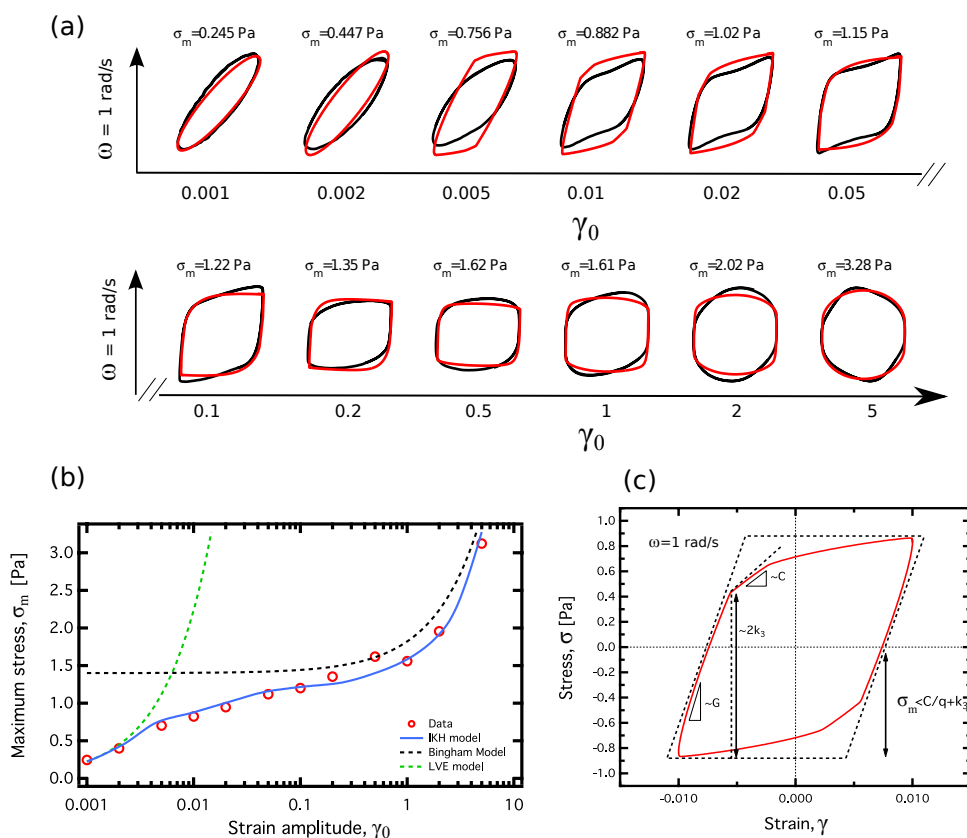 (a)
σm=0.245 Pa σm=0.447 Pa σm=0.756 Pa σm=0.882 Pa σm=1.02 Pa σm=1.15 Pa
ω = 1 rad/s
0.001 0.002 0.005 0.01 0.02 0.05
γ0
σm=1.22 Pa σm=1.35 Pa σm=1.62 Pa σm=1.61 Pa σm=2.02 Pa σm=3.28 Pa
ω = 1 rad/s
0.1 0.2 0.5 1 2 5
γ0
(b)
Maximum stress, σm [Pa]
3.0
2.5
2.0
1.5
1.0
0.5
0.0
Data
IKH model
Bingham Model
LVE model
0.001 0.01 0.1 1 10
Strain amplitude, γ0
(c)
Stress, σ [Pa]
1.0
0.8
0.6
0.4
0.2
0.0
-0.2
-0.4
-0.6
-0.8
-1.0
ω=1 rad/s
~C
~2k3
~G
σm<C/q+k3
-0.010 0.000 0.010
Strain, γ